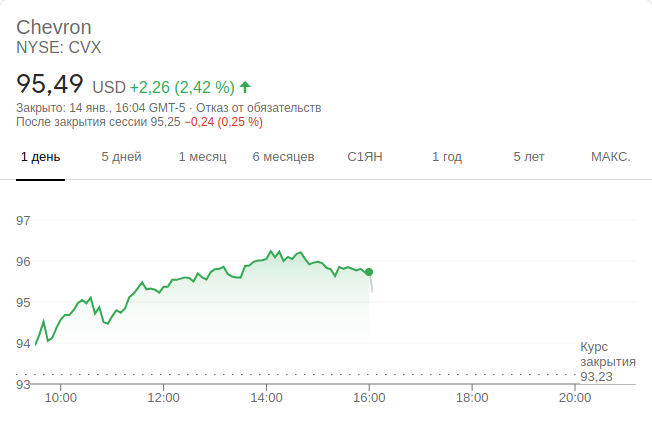 Chevron
NYSE: CVX
95,49 USD +2,26 (2,42 %)
Закрыто: 14 янв., 16:04 GMT-5 · Отказ от обязательств
После закрытия сессии 95,25 −0,24 (0,25 %)
1 день 5 дней 1 месяц 6 месяцев С1ЯН 1 год 5 лет МАКС.
97
96
95
94
Курс
закрытия
93,23
93
10:00 12:00 14:00 16:00 18:00 20:00